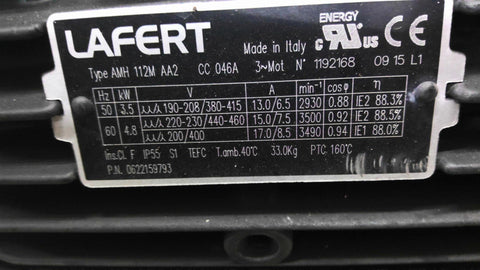 LAFERT
ENERGY
c UR us CE
Made in Italy
Type AMH 112M AA2 CC 046A 3~Mot N° 1192168 09 15 L1
Hz kW V A min-¹ cosφ η
50 3.5 190-208/380-415 13.0/6.5 2930 0.88 IE2 88.3%
60 4.8 220-230/440-460 15.0/7.5 3500 0.92 IE2 88.5%
200/400 17.0/8.5 3490 0.94 IE1 88.0%
Ins.Cl. F IP55 S1 TEFC T.amb.40°C 33.0Kg PTC 160°C
P.N. 0622159793